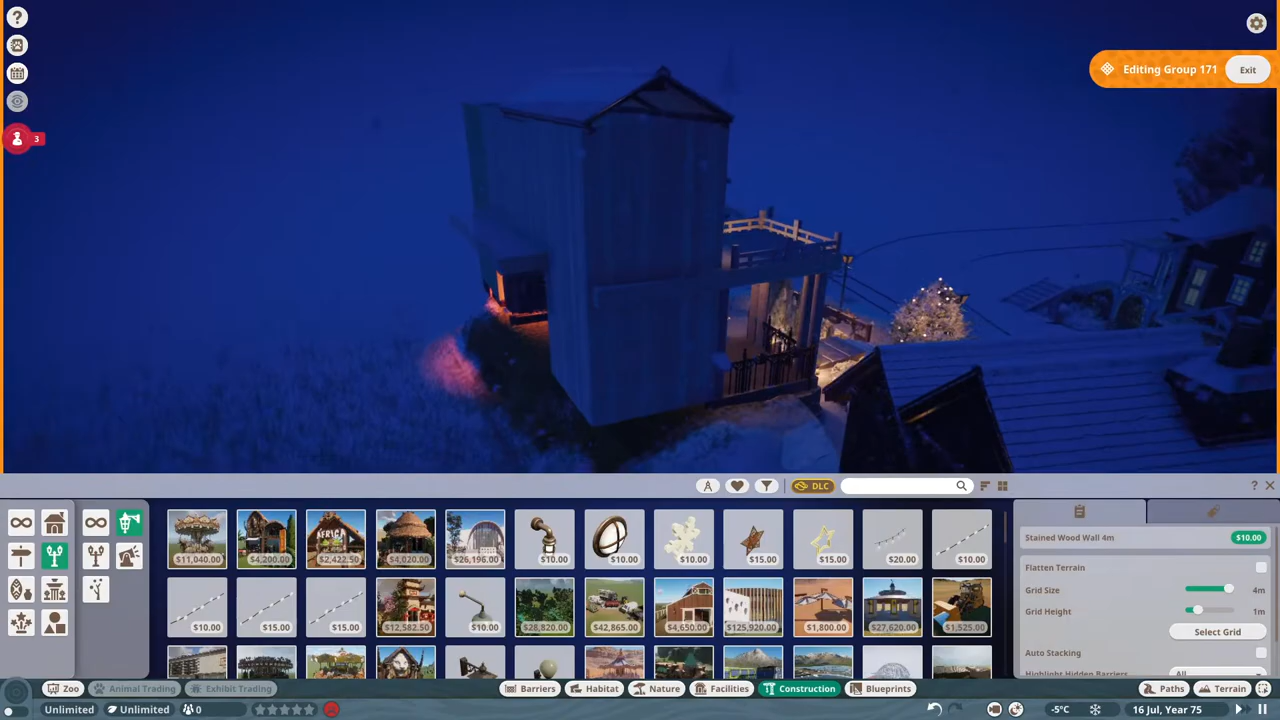 ?
Editing Group 171
Exit
3
DLC
?
$11,040.00
$4,200.00
AFRICA
$2,422.50
$4,020.00
$26,196.00
$10.00
$10.00
$10.00
$15.00
$15.00
$20.00
$10.00
$10.00
$15.00
$15.00
$12,582.50
$10.00
$28,820.00
$42,865.00
$4,650.00
$125,920.00
$1,800.00
$27,620.00
$1,525.00
Stained Wood Wall 4m
$10.00
Flatten Terrain
Grid Size
4m
Grid Height
1m
Select Grid
Auto Stacking
Highlight Hidden Barriers
All
Zoo
Animal Trading
Exhibit Trading
Barriers
Habitat
Nature
Facilities
Construction
Blueprints
Paths
Terrain
Unlimited
Unlimited
0
-5°C
16 Jul, Year 75